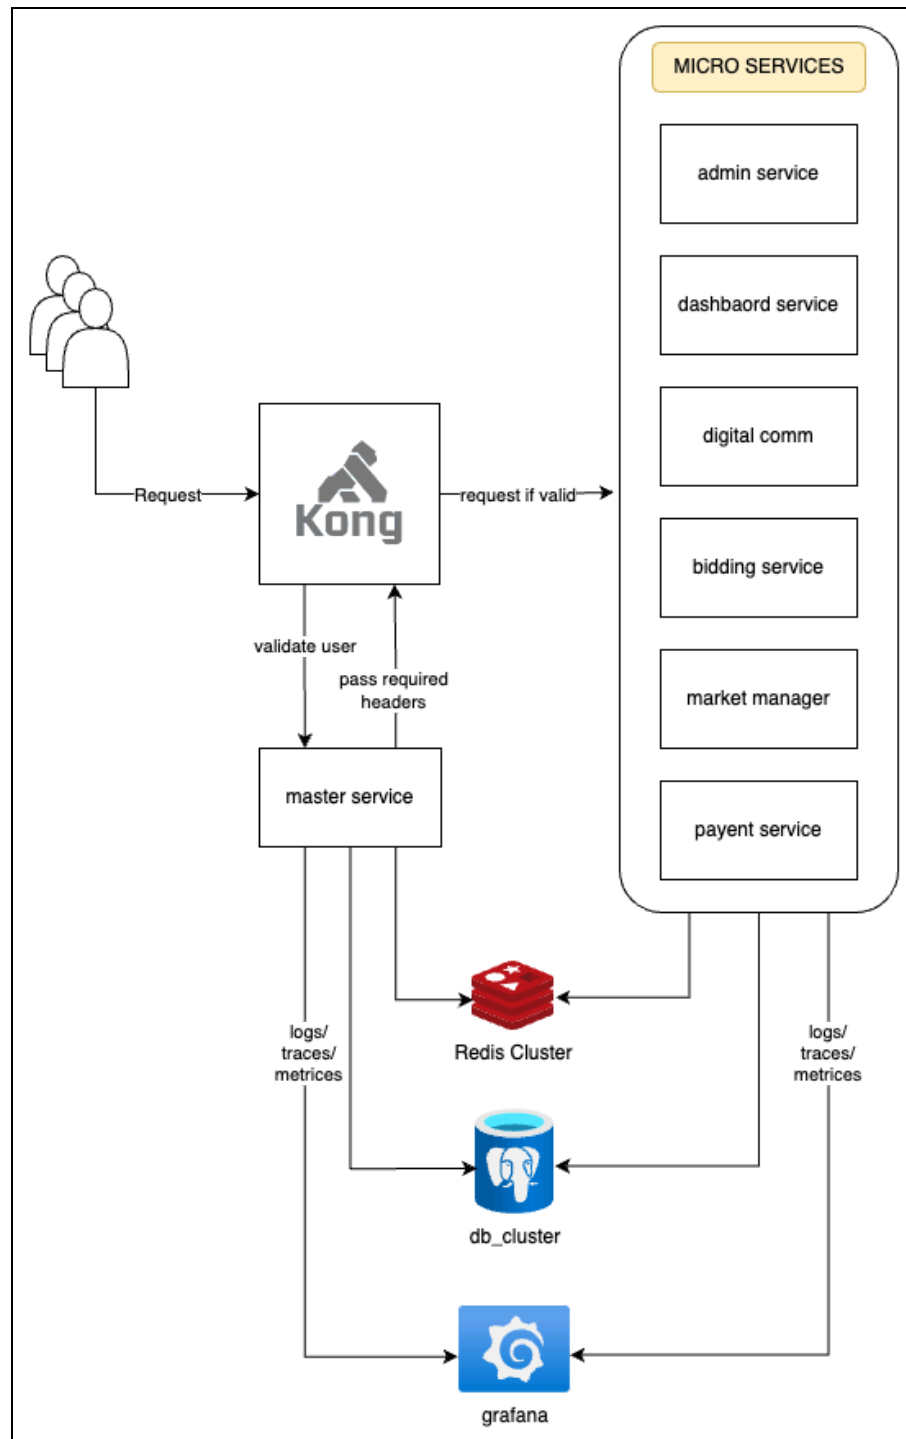 MICRO SERVICES
admin service
dashbaord service
digital comm
bidding service
market manager
payent service
Request
Kong
request if valid
validate user
pass required
headers
master service
Redis Cluster
logs/
traces/
metrices
logs/
traces/
metrices
db_cluster
grafana